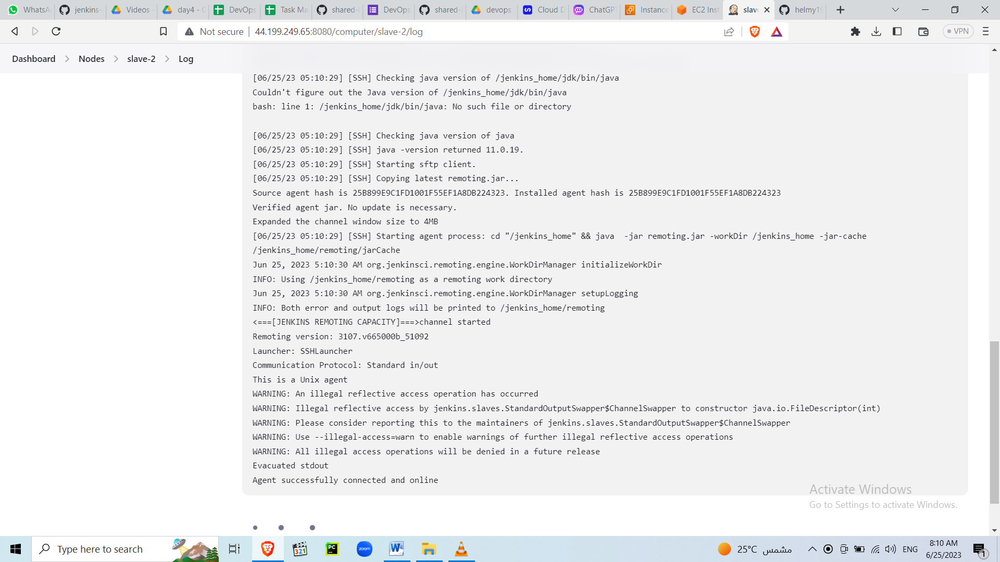 WhatsA
jenkins-
Videos
day4 - G
DevOps
Task Ma
shared-
DevOps
shared-
devops
Cloud D
ChatGPT
Instance
EC2 Inst
slav
helmy19
Not secure
44.199.249.65:8080/computer/slave-2/log
VPN
Dashboard
Nodes
slave-2
Log
[06/25/23 05:10:29] [SSH] Checking java version of /jenkins_home/jdk/bin/java
Couldn't figure out the Java version of /jenkins_home/jdk/bin/java
bash: line 1: /jenkins_home/jdk/bin/java: No such file or directory
[06/25/23 05:10:29] [SSH] Checking java version of java
[06/25/23 05:10:29] [SSH] java -version returned 11.0.19.
[06/25/23 05:10:29] [SSH] Starting sftp client.
[06/25/23 05:10:29] [SSH] Copying latest remoting.jar...
Source agent hash is 25B899E9C1FD1001F55EF1A8DB224323. Installed agent hash is 25B899E9C1FD1001F55EF1A8DB224323
Verified agent jar. No update is necessary.
Expanded the channel window size to 4MB
[06/25/23 05:10:29] [SSH] Starting agent process: cd "/jenkins_home" && java  -jar remoting.jar -workDir /jenkins_home -jar-cache
/jenkins_home/remoting/jarCache
Jun 25, 2023 5:10:30 AM org.jenkinsci.remoting.engine.WorkDirManager initializeWorkDir
INFO: Using /jenkins_home/remoting as a remoting work directory
Jun 25, 2023 5:10:30 AM org.jenkinsci.remoting.engine.WorkDirManager setupLogging
INFO: Both error and output logs will be printed to /jenkins_home/remoting
<===[JENKINS REMOTING CAPACITY]===>channel started
Remoting version: 3107.v665000b_51092
Launcher: SSHLauncher
Communication Protocol: Standard in/out
This is a Unix agent
WARNING: An illegal reflective access operation has occurred
WARNING: Illegal reflective access by jenkins.slaves.StandardOutputSwapper$ChannelSwapper to constructor java.io.FileDescriptor(int)
WARNING: Please consider reporting this to the maintainers of jenkins.slaves.StandardOutputSwapper$ChannelSwapper
WARNING: Use --illegal-access=warn to enable warnings of further illegal reflective access operations
WARNING: All illegal access operations will be denied in a future release
Evacuated stdout
Agent successfully connected and online
Activate Windows
Go to Settings to activate Windows.
Type here to search
321
PC
zoom
W
25°C مشمس
ENG
8:10 AM
6/25/2023
1